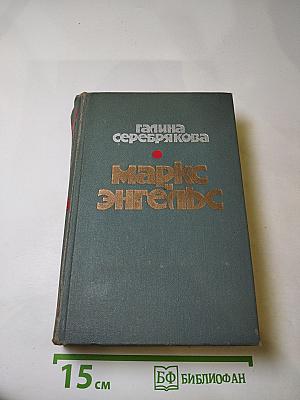 Галина
Серебрякова
Маркс
и
Энгельс
15 см
БФ БИБЛИОФАН